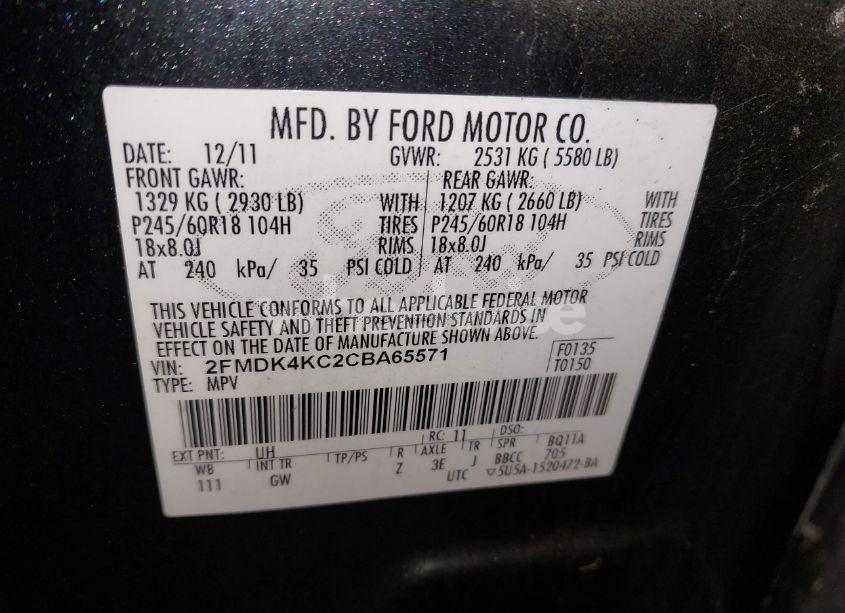 MFD. BY FORD MOTOR CO.
DATE: 12/11 GVWR: 2531 KG ( 5580 LB)
FRONT GAWR: REAR GAWR:
1329 KG ( 2930 LB) WITH 1207 KG ( 2660 LB) WITH
P245/60R18 104H TIRES P245/60R18 104H TIRES
18x8.0J RIMS 18x8.0J RIMS
AT 240 kPa/ 35 PSI COLD AT 240 kPa/ 35 PSI COLD
THIS VEHICLE CONFORMS TO ALL APPLICABLE FEDERAL MOTOR
VEHICLE SAFETY AND THEFT PREVENTION STANDARDS IN
EFFECT ON THE DATE OF MANUFACTURE SHOWN ABOVE.
VIN: 2FMDK4KC2CBA65571 F0135
TYPE: MPV T0150
EXT PNT: UH RC: 11 DSO:
WB INT TR TP/PS R AXLE TR SPR BQ11A
111 GW Z 3E J BBCC 705
UTC ▽5U5A-1520472-BA